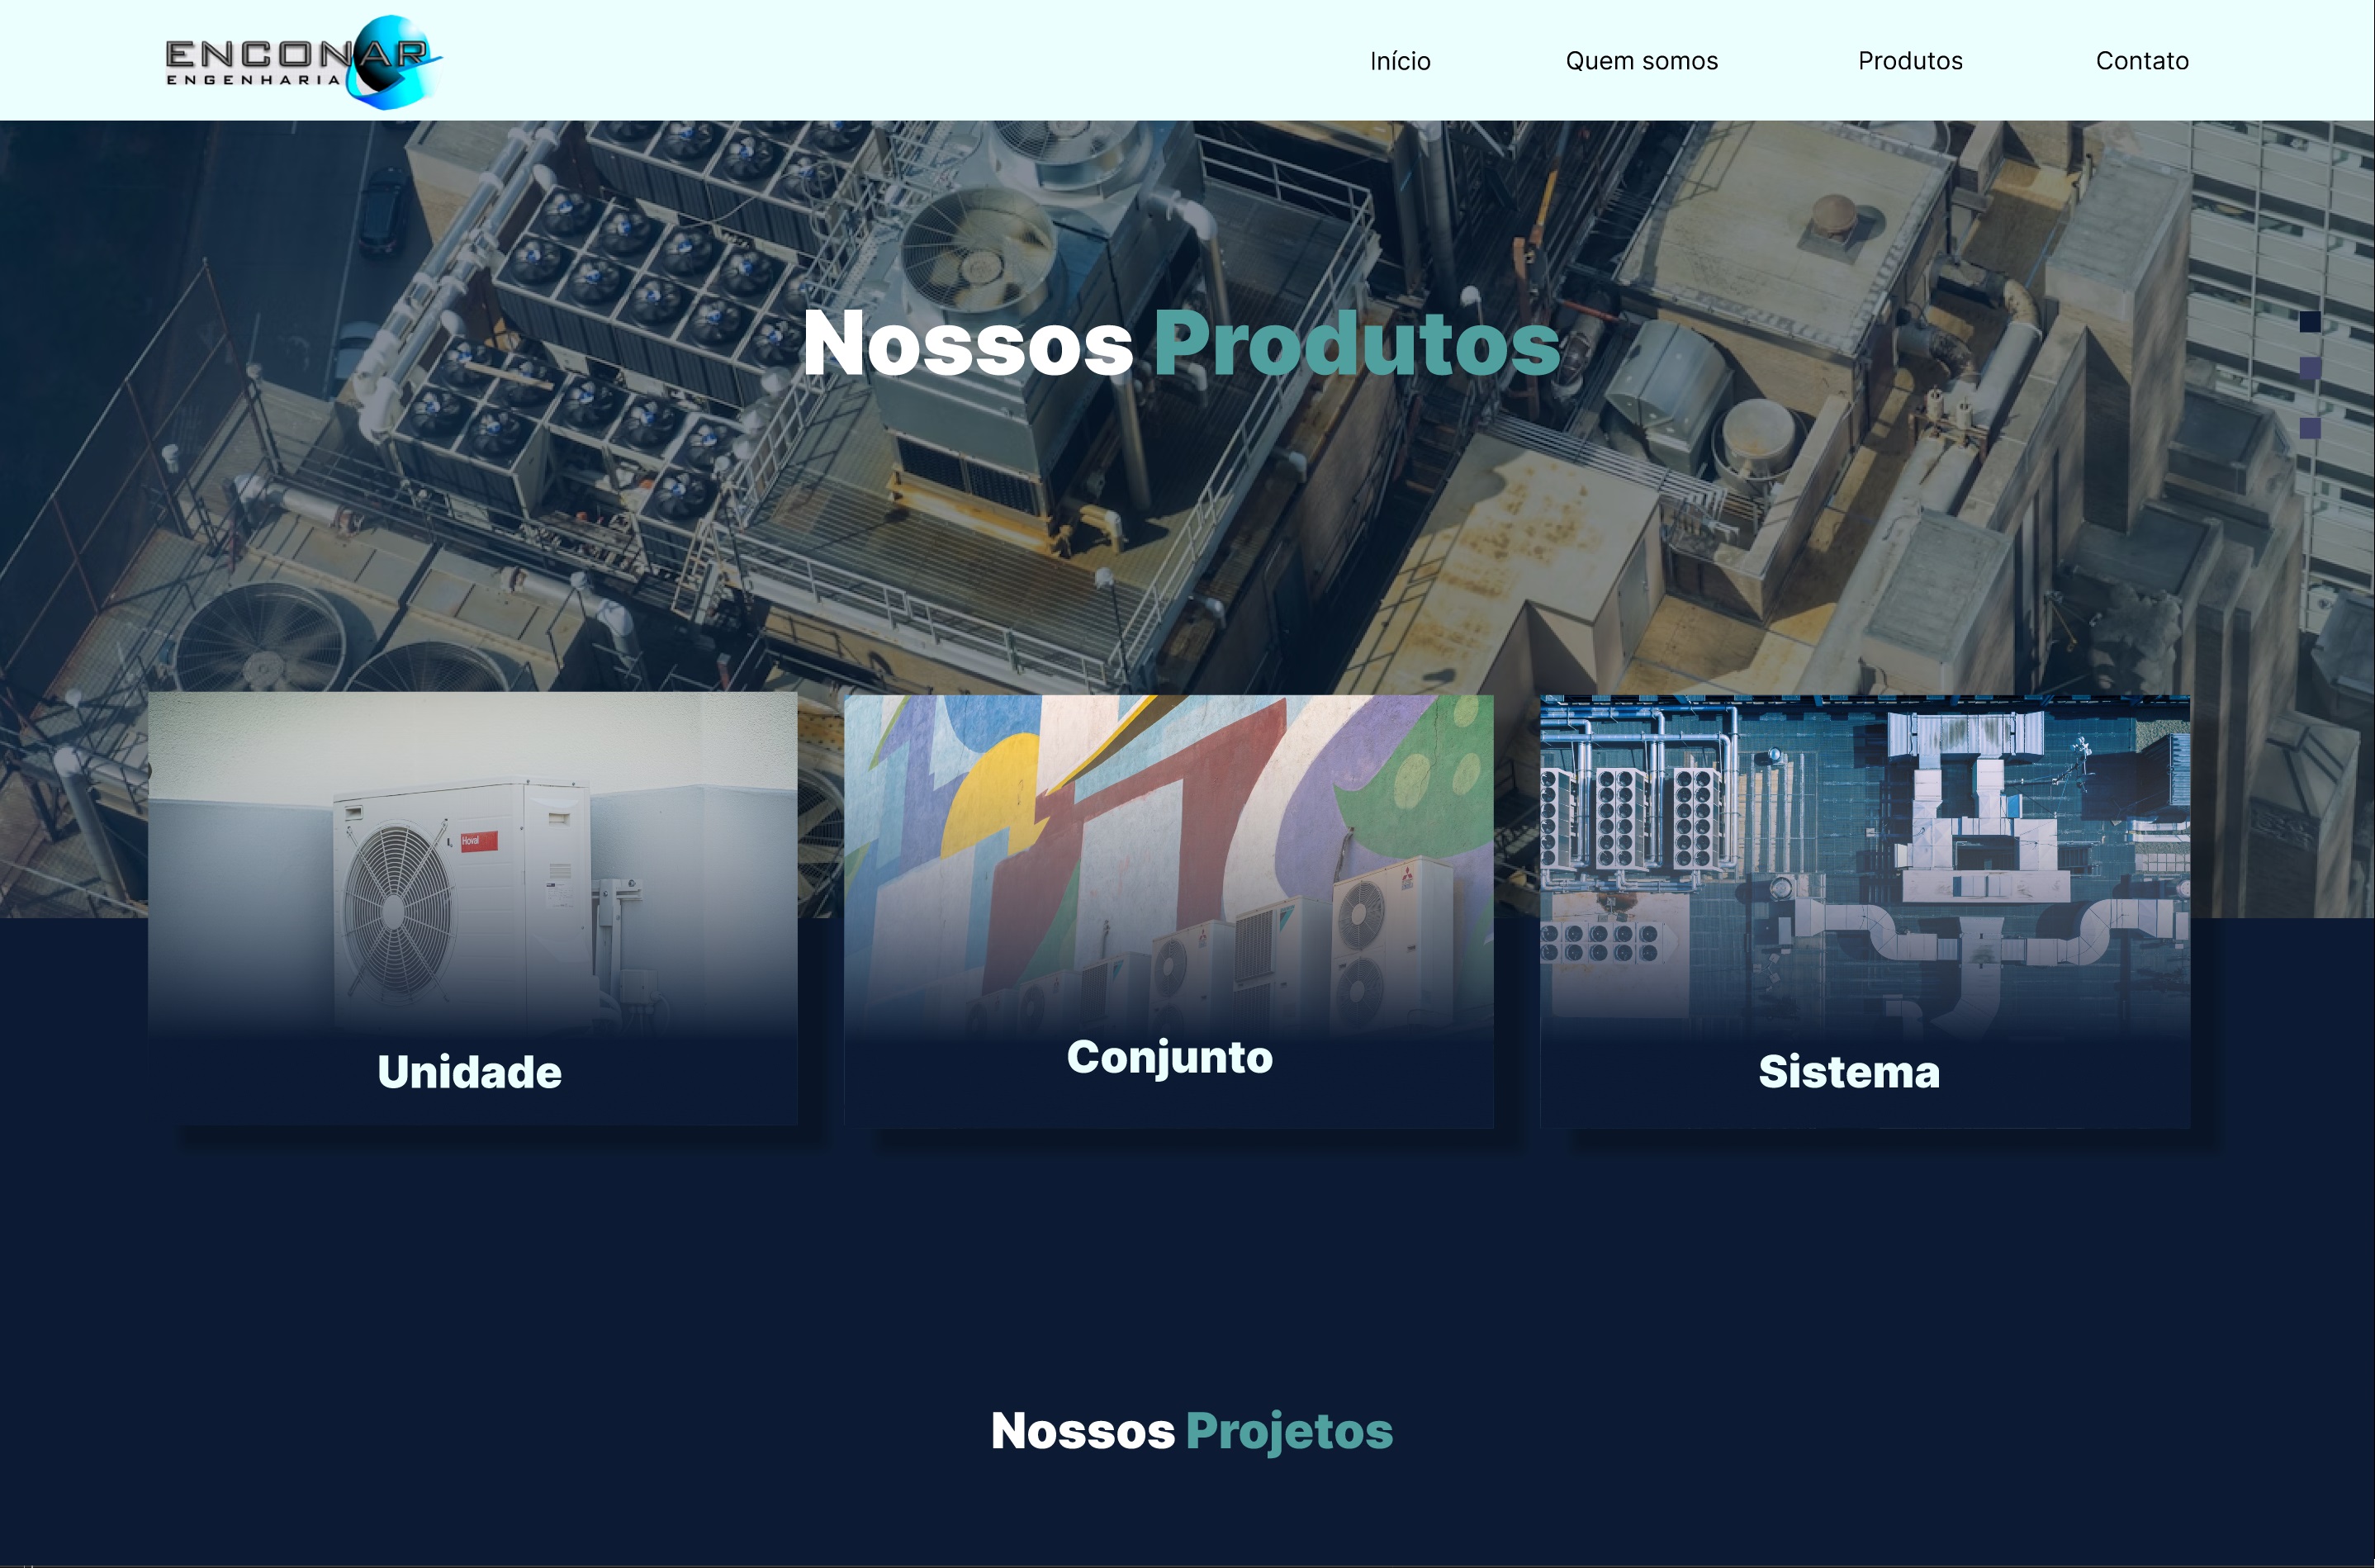 ENCONAR
ENGENHARIA
Início
Quem somos
Produtos
Contato
Nossos Produtos
Hoval
Unidade
Conjunto
Sistema
Nossos Projetos